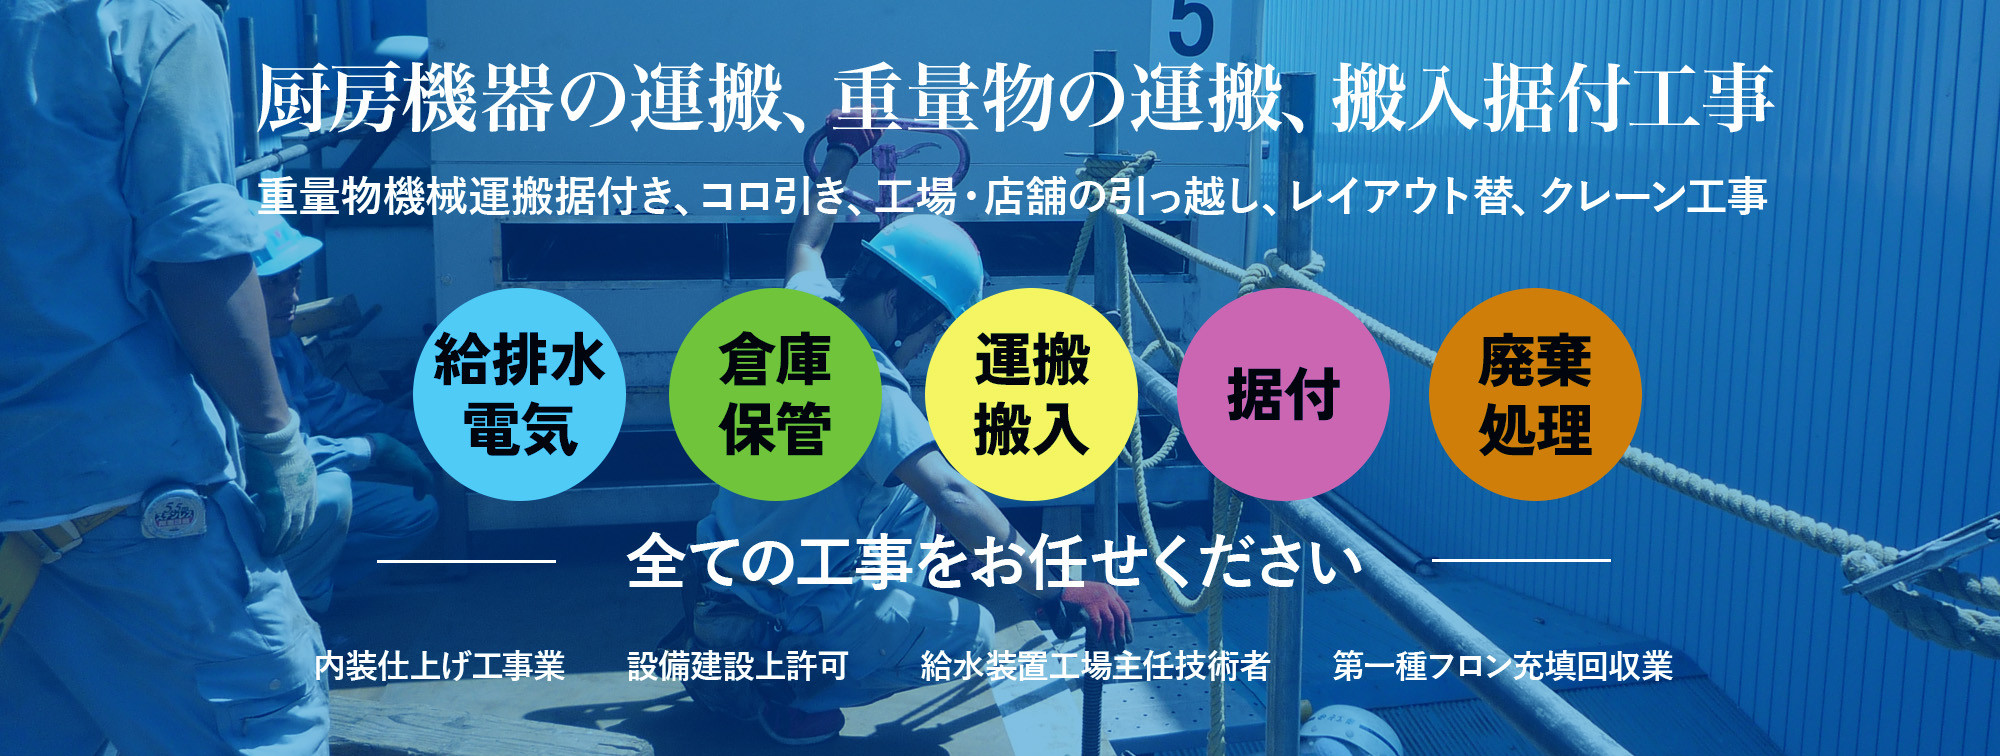 5
厨房機器の運搬、重量物の運搬、搬入据付工事
重量物機械運搬据付き、コロ引き、工場・店舗の引っ越し、レイアウト替、クレーン工事
給排水
電気
倉庫
保管
運搬
搬入
据付
廃棄
処理
全ての工事をお任せください
内装仕上げ工事業 設備建設上許可 給水装置工場主任技術者 第一種フロン充填回収業